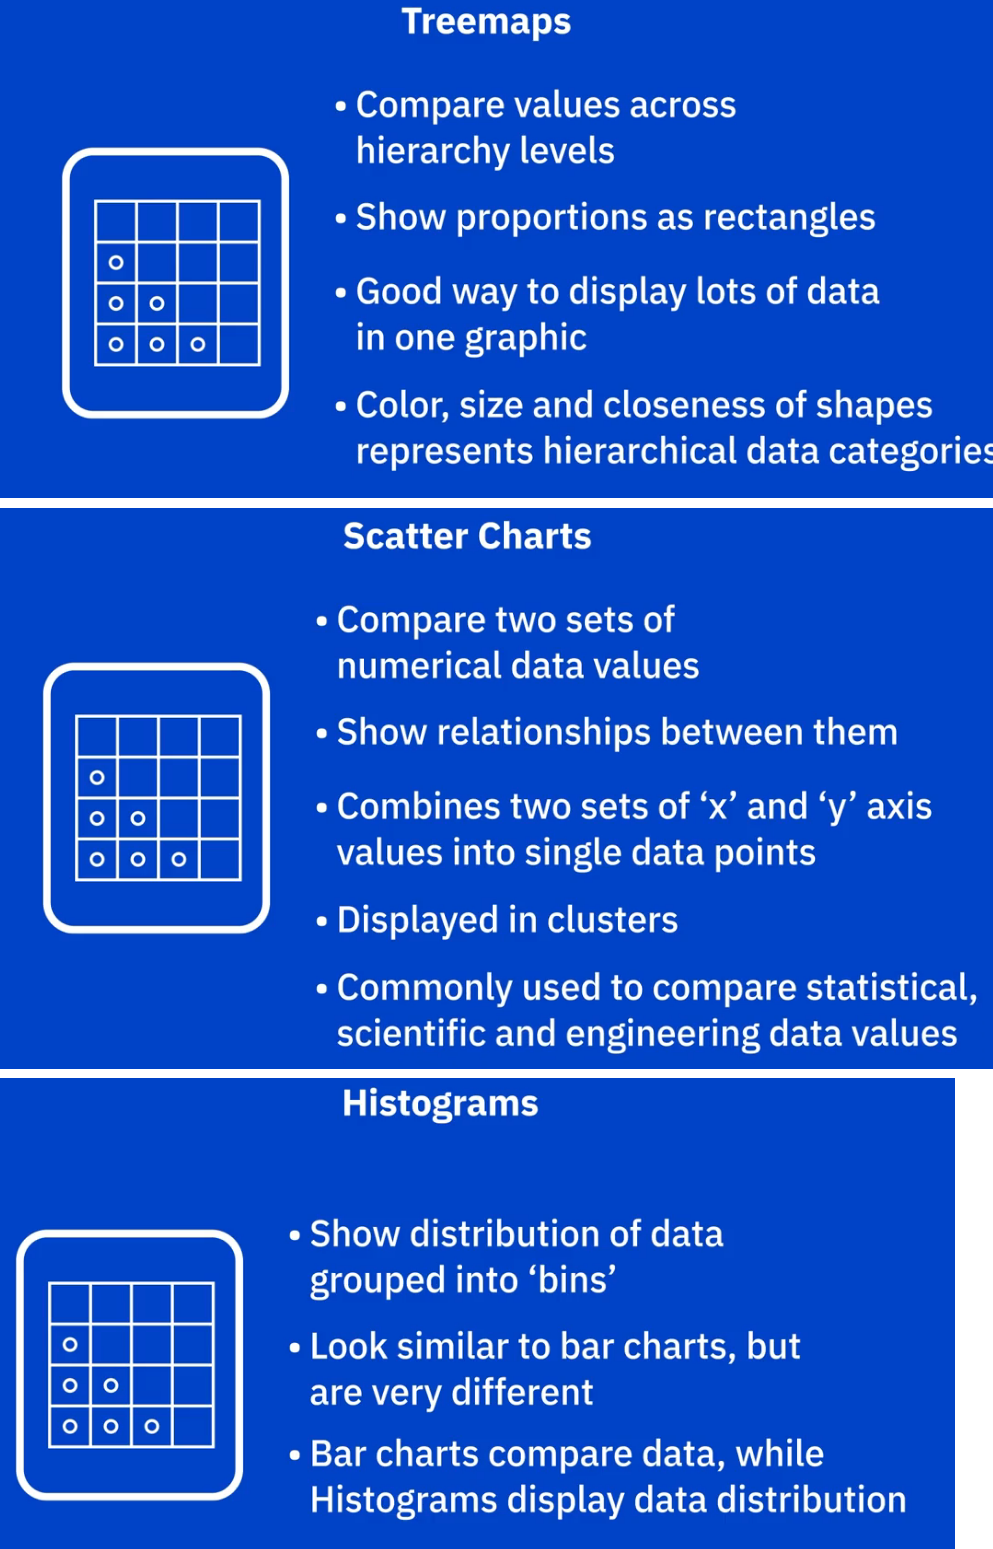 Treemaps
• Compare values across
hierarchy levels
• Show proportions as rectangles
• Good way to display lots of data
in one graphic
• Color, size and closeness of shapes
represents hierarchical data categories
Scatter Charts
• Compare two sets of
numerical data values
• Show relationships between them
• Combines two sets of ‘x’ and ‘y’ axis
values into single data points
• Displayed in clusters
• Commonly used to compare statistical,
scientific and engineering data values
Histograms
• Show distribution of data
grouped into ‘bins’
• Look similar to bar charts, but
are very different
• Bar charts compare data, while
Histograms display data distribution